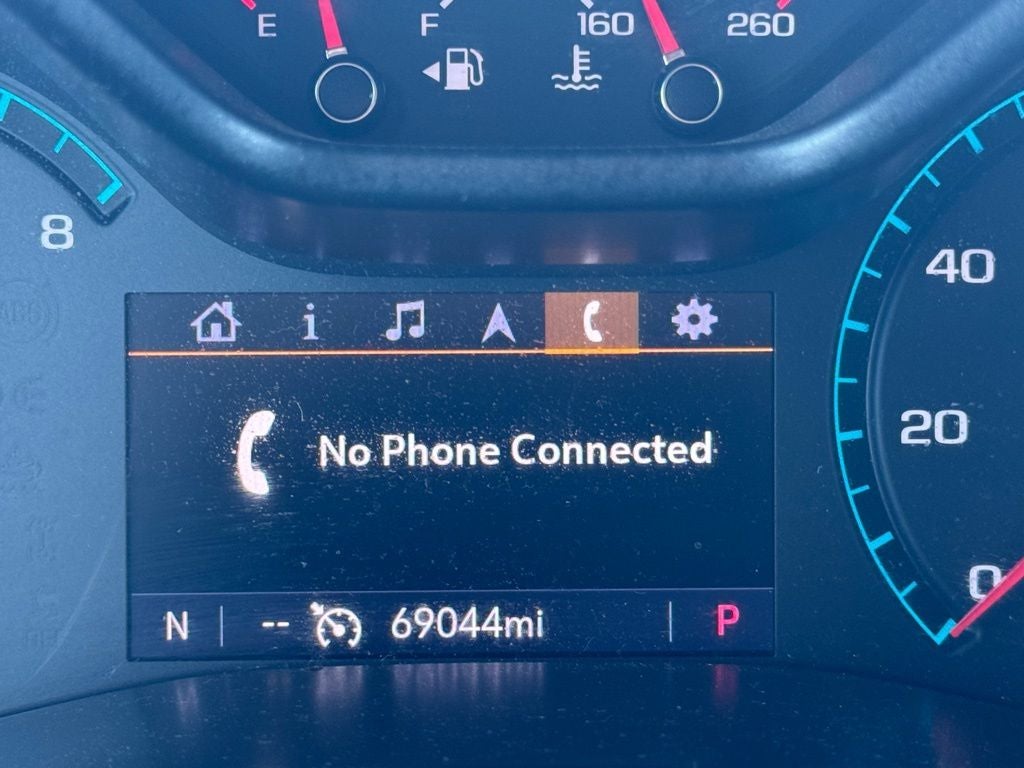 E F 160 260
8
40
No Phone Connected
20
0
N -- 69044mi P